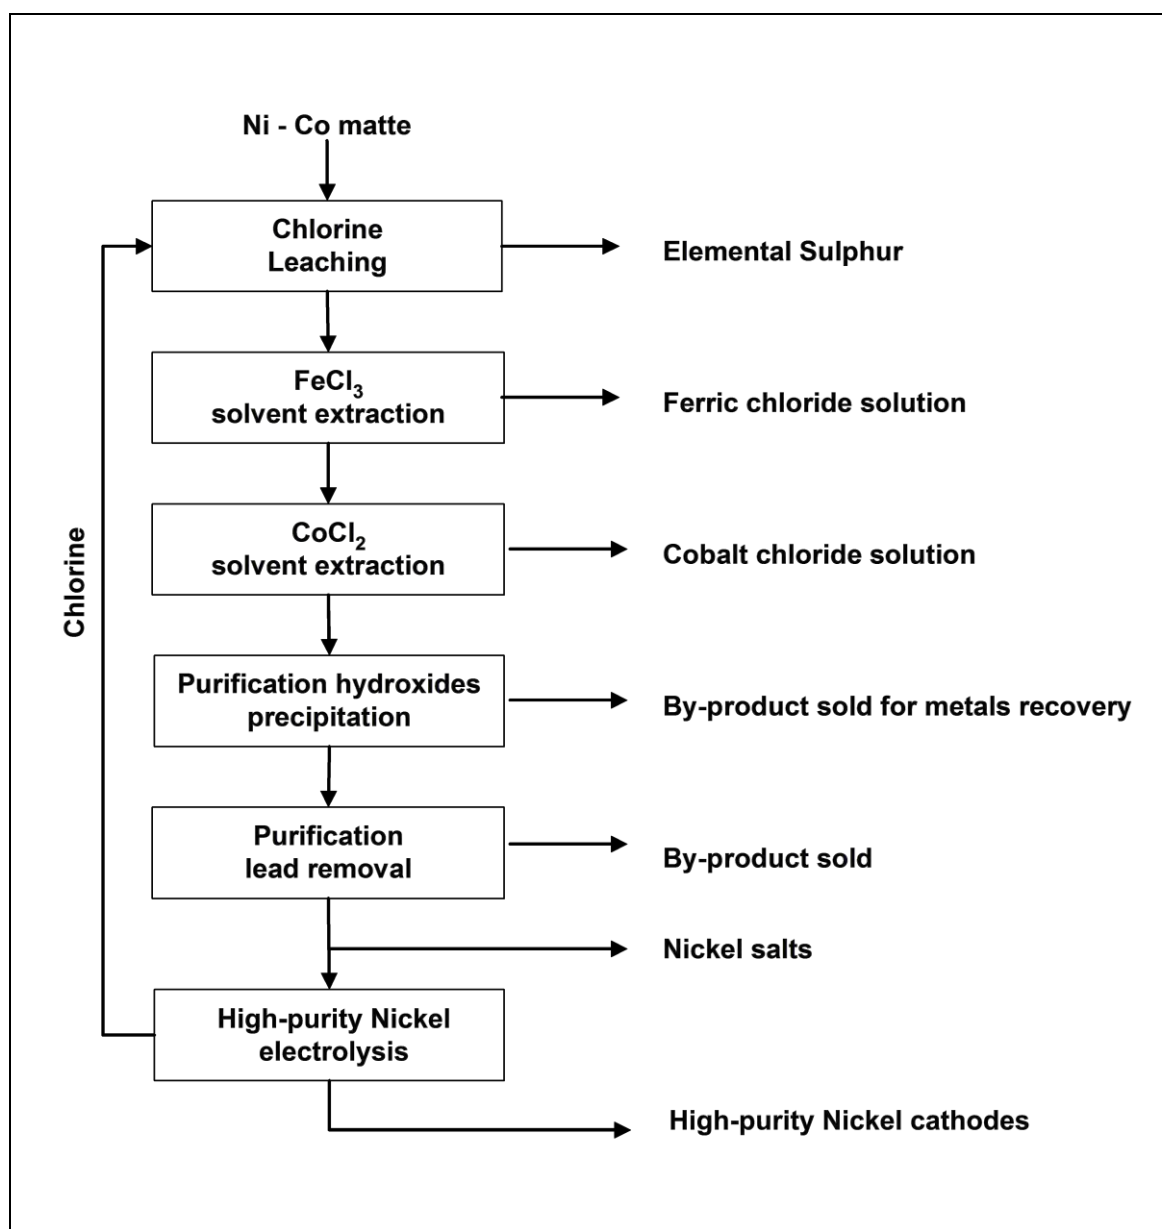 Ni - Co matte
Chlorine
Leaching
Elemental Sulphur
FeCl3
solvent extraction
Ferric chloride solution
CoCl2
solvent extraction
Cobalt chloride solution
Chlorine
Purification hydroxides
precipitation
By-product sold for metals recovery
Purification
lead removal
By-product sold
Nickel salts
High-purity Nickel
electrolysis
High-purity Nickel cathodes